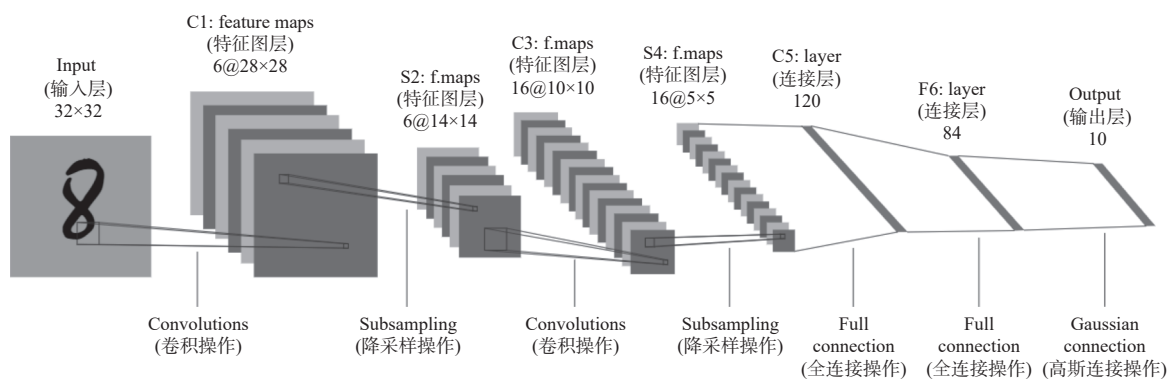 Input
(输入层)
32×32
C1: feature maps
(特征图层)
6@28×28
S2: f.maps
(特征图层)
6@14×14
C3: f.maps
(特征图层)
16@10×10
S4: f.maps
(特征图层)
16@5×5
C5: layer
(连接层)
120
F6: layer
(连接层)
84
Output
(输出层)
10
8
Convolutions
(卷积操作)
Subsampling
(降采样操作)
Convolutions
(卷积操作)
Subsampling
(降采样操作)
Full
connection
(全连接操作)
Full
connection
(全连接操作)
Gaussian
connection
(高斯连接操作)